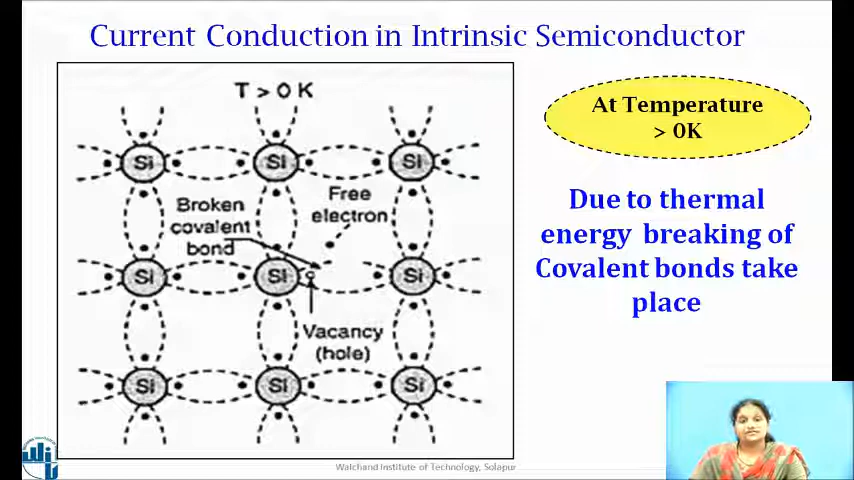 Current Conduction in Intrinsic Semiconductor
T > 0 K
Si Si Si
Broken
covalent
bond
Free
electron
Si Si Si
Vacancy
(hole)
Si Si Si
At Temperature
> 0K
Due to thermal
energy breaking of
Covalent bonds take
place
Walchand Institute of Technology, Solapur